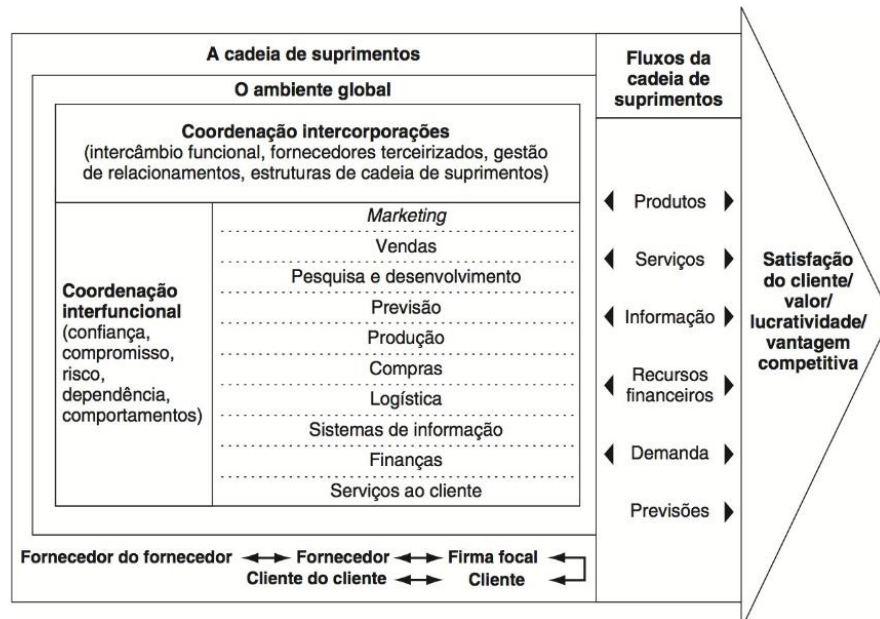 A cadeia de suprimentos
O ambiente global
Coordenação intercorporações
(intercâmbio funcional, fornecedores terceirizados, gestão
de relacionamentos, estruturas de cadeia de suprimentos)
Coordenação
interfuncional
(confiança,
compromisso,
risco,
dependência,
comportamentos)
Marketing
Vendas
Pesquisa e desenvolvimento
Previsão
Produção
Compras
Logística
Sistemas de informação
Finanças
Serviços ao cliente
Fornecedor do fornecedor Fornecedor Firma focal
Cliente do cliente Cliente
Fluxos da
cadeia de
suprimentos
Produtos
Serviços
Informação
Recursos
financeiros
Demanda
Previsões
Satisfação
do cliente/
valor/
lucratividade/
vantagem
competitiva